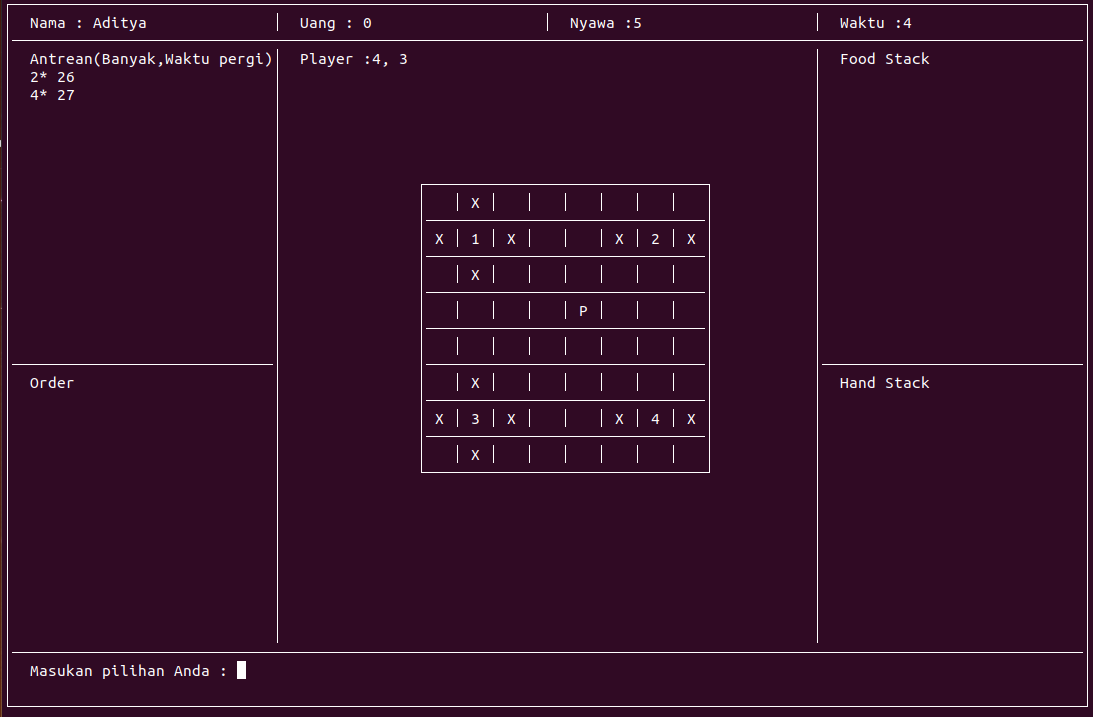 Nama : Aditya Uang : 0 Nyawa :5 Waktu :4
Antrean(Banyak,Waktu pergi)
2* 26
4* 27
Player :4, 3
Food Stack
X
X 1 X X 2 X
X
P
X
X 3 X X 4 X
X
Order
Hand Stack
Masukan pilihan Anda :